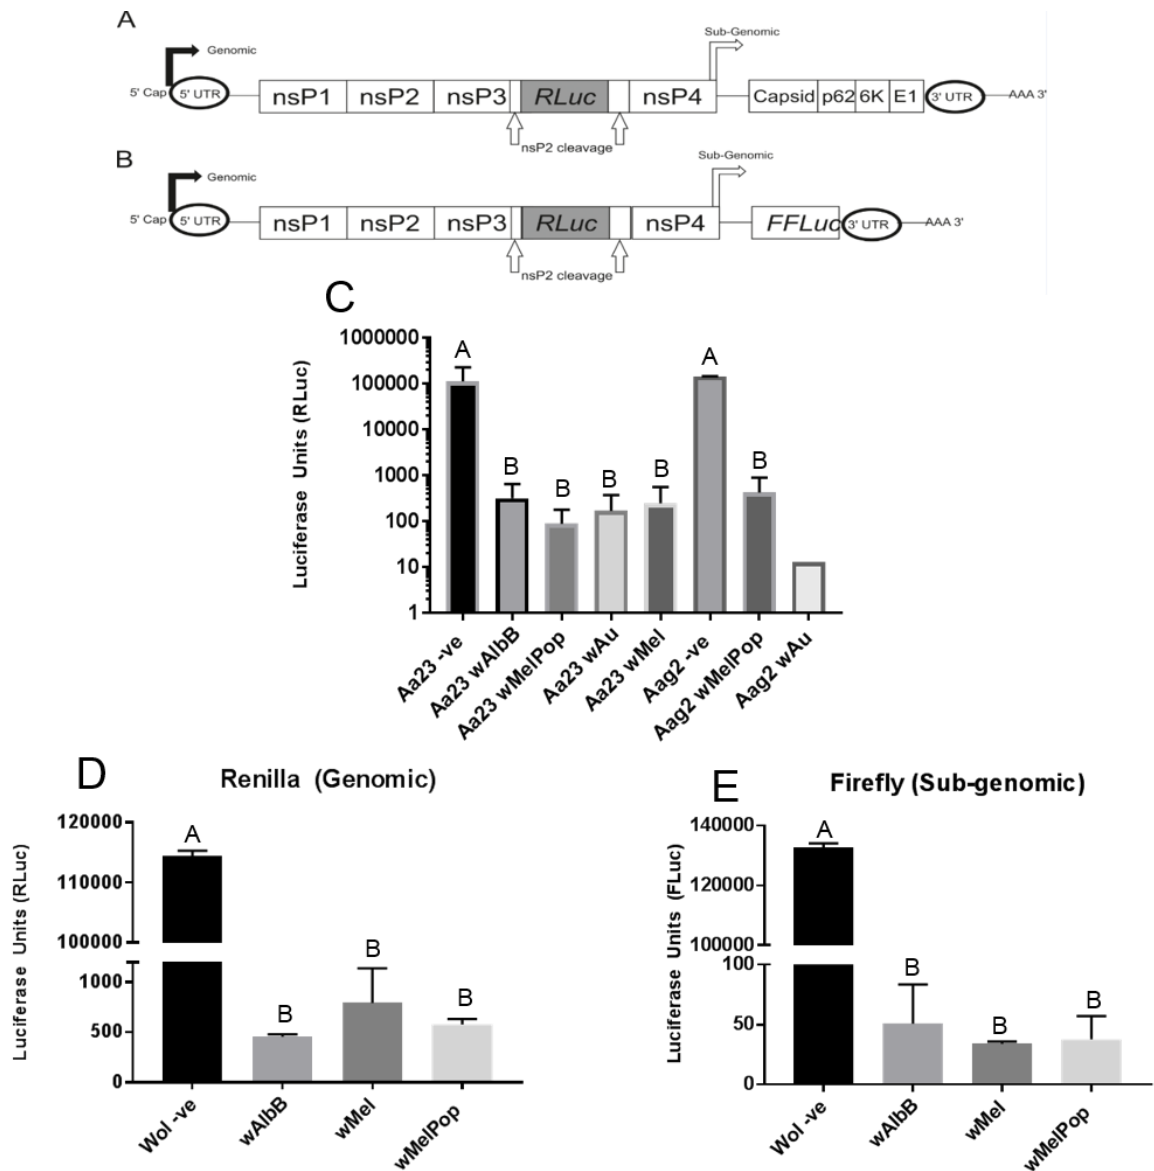 A
Sub-Genomic
Genomic
5' Cap 5' UTR nsP1 nsP2 nsP3 RLuc nsP4 Capsid p62 6K E1 3' UTR AAA 3'
nsP2 cleavage
B
Sub-Genomic
Genomic
5' Cap 5' UTR nsP1 nsP2 nsP3 RLuc nsP4 FFLuc 3' UTR AAA 3'
nsP2 cleavage
C
Luciferase Units (RLuc)
1000000
100000
10000
1000
100
10
1
A B B B B A B
Aa23 -ve
Aa23 wAlbB
Aa23 wMelPop
Aa23 wAu
Aa23 wMel
Aag2 -ve
Aag2 wMelPop
Aag2 wAu
D
Renilla (Genomic)
Luciferase Units (RLuc)
120000
110000
100000
1000
500
0
A B B B
Wol -ve
wAlbB
wMel
wMelPop
E
Firefly (Sub-genomic)
Luciferase Units (FLuc)
140000
120000
100000
100
50
0
A B B B
Wol -ve
wAlbB
wMel
wMelPop